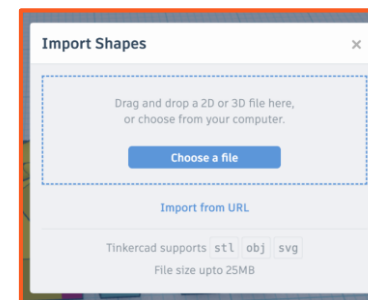 Import Shapes ×
Drag and drop a 2D or 3D file here,
or choose from your computer.
Choose a file
Import from URL
Tinkercad supports stl obj svg
File size upto 25MB